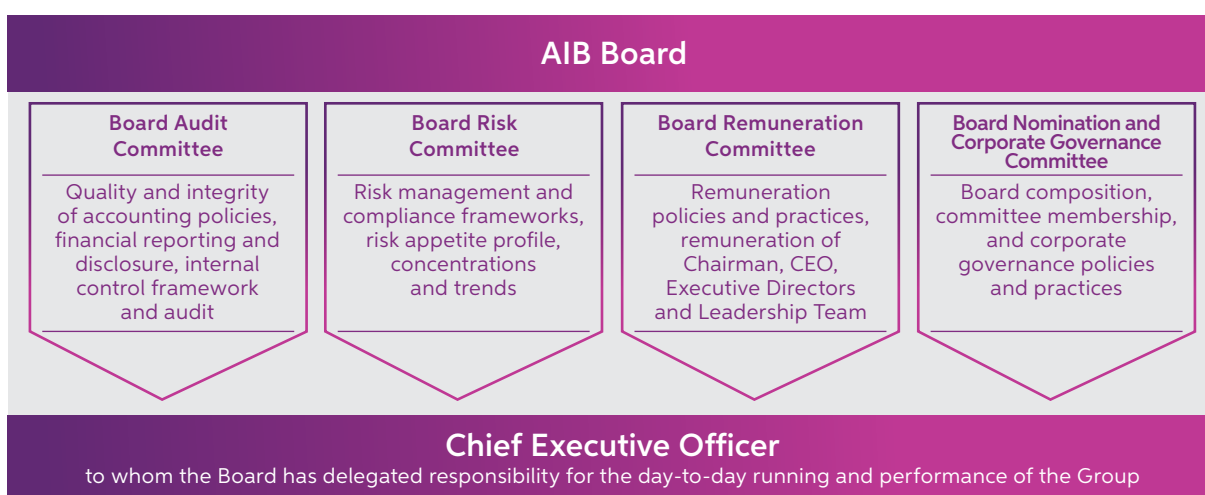 AIB Board
Board Audit
Committee
Quality and integrity
of accounting policies,
financial reporting and
disclosure, internal
control framework
and audit
Board Risk
Committee
Risk management and
compliance frameworks,
risk appetite profile,
concentrations
and trends
Board Remuneration
Committee
Remuneration
policies and practices,
remuneration of
Chairman, CEO,
Executive Directors
and Leadership Team
Board Nomination and
Corporate Governance
Committee
Board composition,
committee membership,
and corporate
governance policies
and practices
Chief Executive Officer
to whom the Board has delegated responsibility for the day-to-day running and performance of the Group